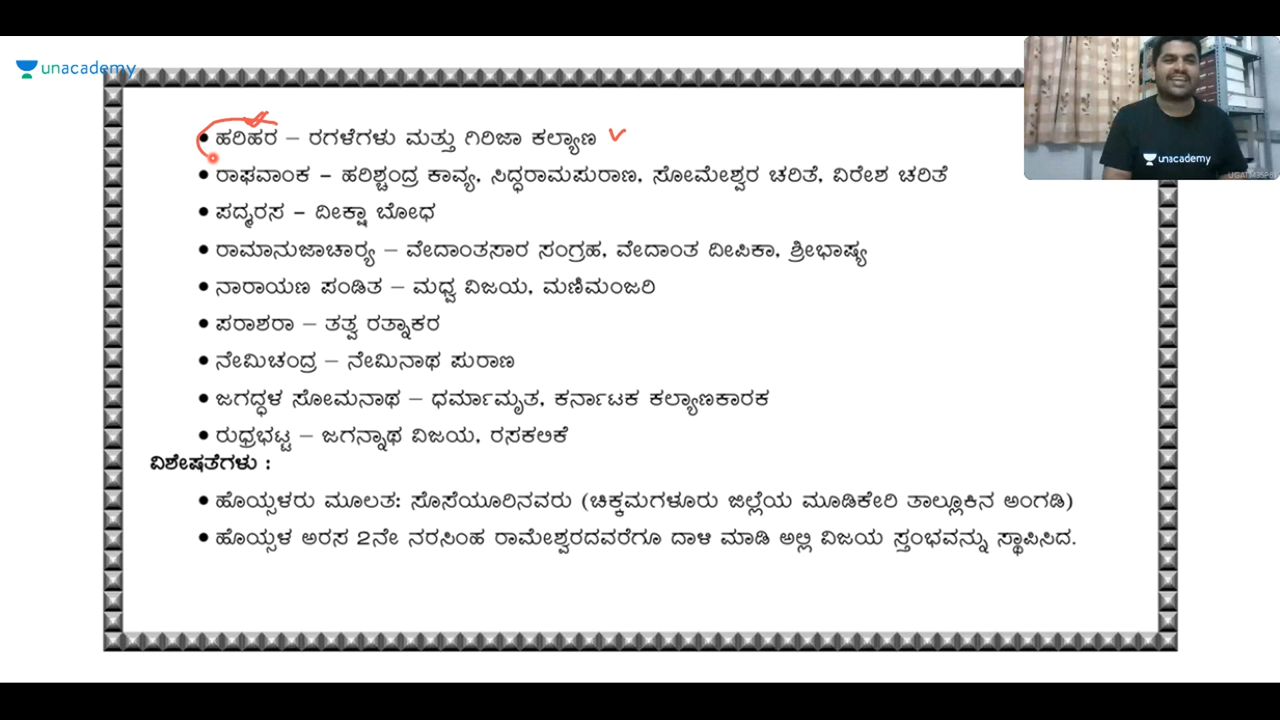 unacademy
ಹರಿಹರ – ರಗಳೆಗಳು ಮತ್ತು ಗಿರಿಜಾ ಕಲ್ಯಾಣ
ರಾಘವಾಂಕ – ಹರಿಶ್ಚಂದ್ರ ಕಾವ್ಯ, ಸಿದ್ಧರಾಮಪುರಾಣ, ಸೋಮೇಶ್ವರ ಚರಿತೆ, ವಿರೇಶ ಚರಿತೆ
ಪದ್ಮರಸ – ದೀಕ್ಷಾ ಬೋಧ
ರಾಮಾನುಜಾಚಾರ‍್ಯ – ವೇದಾಂತಸಾರ ಸಂಗ್ರಹ, ವೇದಾಂತ ದೀಪಿಕಾ, ಶ್ರೀಭಾಷ್ಯ
ನಾರಾಯಣ ಪಂಡಿತ – ಮಧ್ವ ವಿಜಯ, ಮಣಿಮಂಜರಿ
ಪರಾಶರಾ – ತತ್ವ ರತ್ನಾಕರ
ನೇಮಿಚಂದ್ರ – ನೇಮಿನಾಥ ಪುರಾಣ
ಜಗದ್ಧಳ ಸೋಮನಾಥ – ಧರ್ಮಾಮೃತ, ಕರ್ನಾಟಕ ಕಲ್ಯಾಣಕಾರಕ
ರುಧ್ರಭಟ್ಟ – ಜಗನ್ನಾಥ ವಿಜಯ, ರಸಕಲಿಕೆ
ವಿಶೇಷತೆಗಳು :
ಹೊಯ್ಸಳರು ಮೂಲತ: ಸೊಸೆಯೂರಿನವರು (ಚಿಕ್ಕಮಗಳೂರು ಜಿಲ್ಲೆಯ ಮೂಡಿಕೇರಿ ತಾಲ್ಲೂಕಿನ ಅಂಗಡಿ)
ಹೊಯ್ಸಳ ಅರಸ 2ನೇ ನರಸಿಂಹ ರಾಮೇಶ್ವರದವರೆಗೂ ದಾಳಿ ಮಾಡಿ ಅಲ್ಲಿ ವಿಜಯ ಸ್ತಂಭವನ್ನು ಸ್ಥಾಪಿಸಿದ.
unacademy